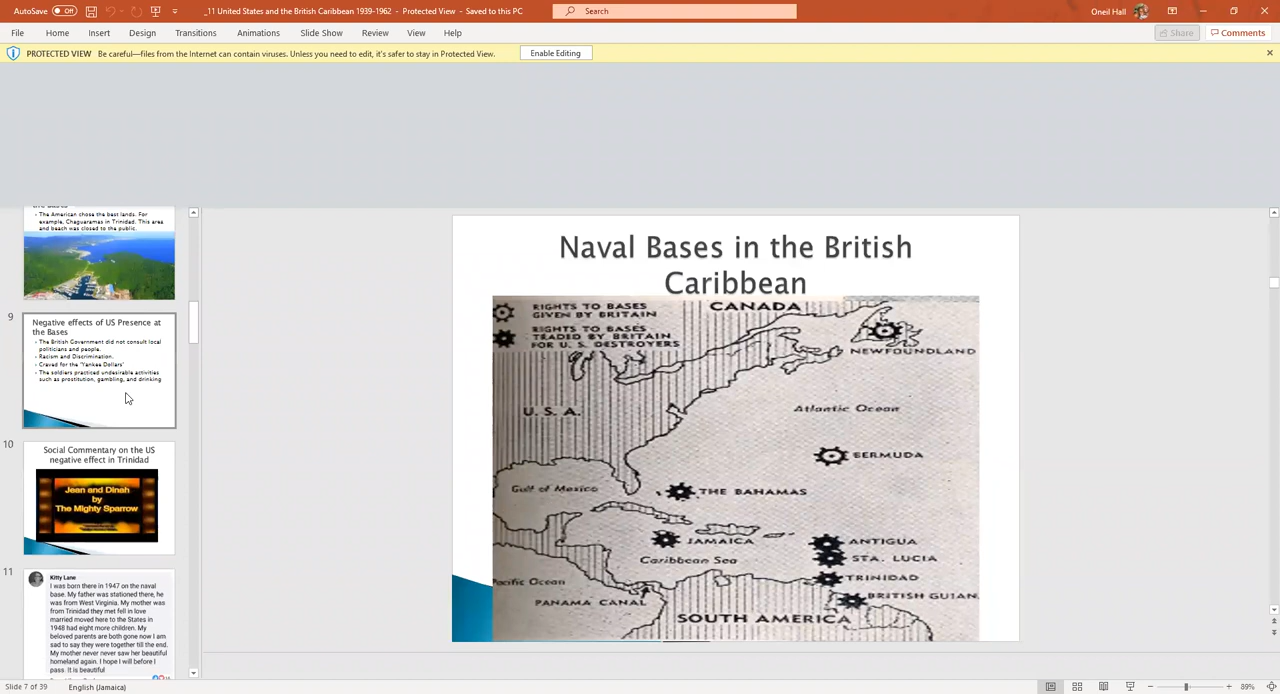 AutoSave Off
_11 United States and the British Caribbean 1939-1962 - Protected View - Saved to this PC
Search
Oneil Hall
File Home Insert Design Transitions Animations Slide Show Review View Help
Share Comments
PROTECTED VIEW Be careful—files from the Internet can contain viruses. Unless you need to edit, it's safer to stay in Protected View.
Enable Editing
the Bases
The American chose the best lands. For
example, Chaguaramas in Trinidad. This area
and beach was closed to the public.
9
Negative effects of US Presence at
the Bases
The British Government did not consult local
politicians and people.
Racism and Discrimination.
Craved for the 'Yankee Dollars'
The soldiers practiced undesirable activities
such as prostitution, gambling, and drinking
10
Social Commentary on the US
negative effect in Trinidad
Jean and Dinah
by
The Mighty Sparrow
11
Kitty Lane
I was born there in 1947 on the naval
base. My father was stationed there, he
was from West Virginia. My mother was
from Trinidad they met fell in love
married moved here to the States in
1948 had eight more children. My
beloved parents are both gone now I am
sad to say they were together till the end.
My mother never never saw her beautiful
homeland again. I hope I will before I
pass. It is beautiful
Naval Bases in the British
Caribbean
RIGHTS TO BASES
GIVEN BY BRITAIN
RIGHTS TO BASES
TRADED BY BRITAIN
FOR U. S. DESTROYERS
CANADA
NEWFOUNDLAND
U. S. A.
Atlantic Ocean
BERMUDA
Gulf of Mexico
THE BAHAMAS
JAMAICA
ANTIGUA
Caribbean Sea
STA. LUCIA
TRINIDAD
Pacific Ocean
BRITISH GUIAN
PANAMA CANAL
SOUTH AMERICA
Slide 7 of 39 English (Jamaica)
89%